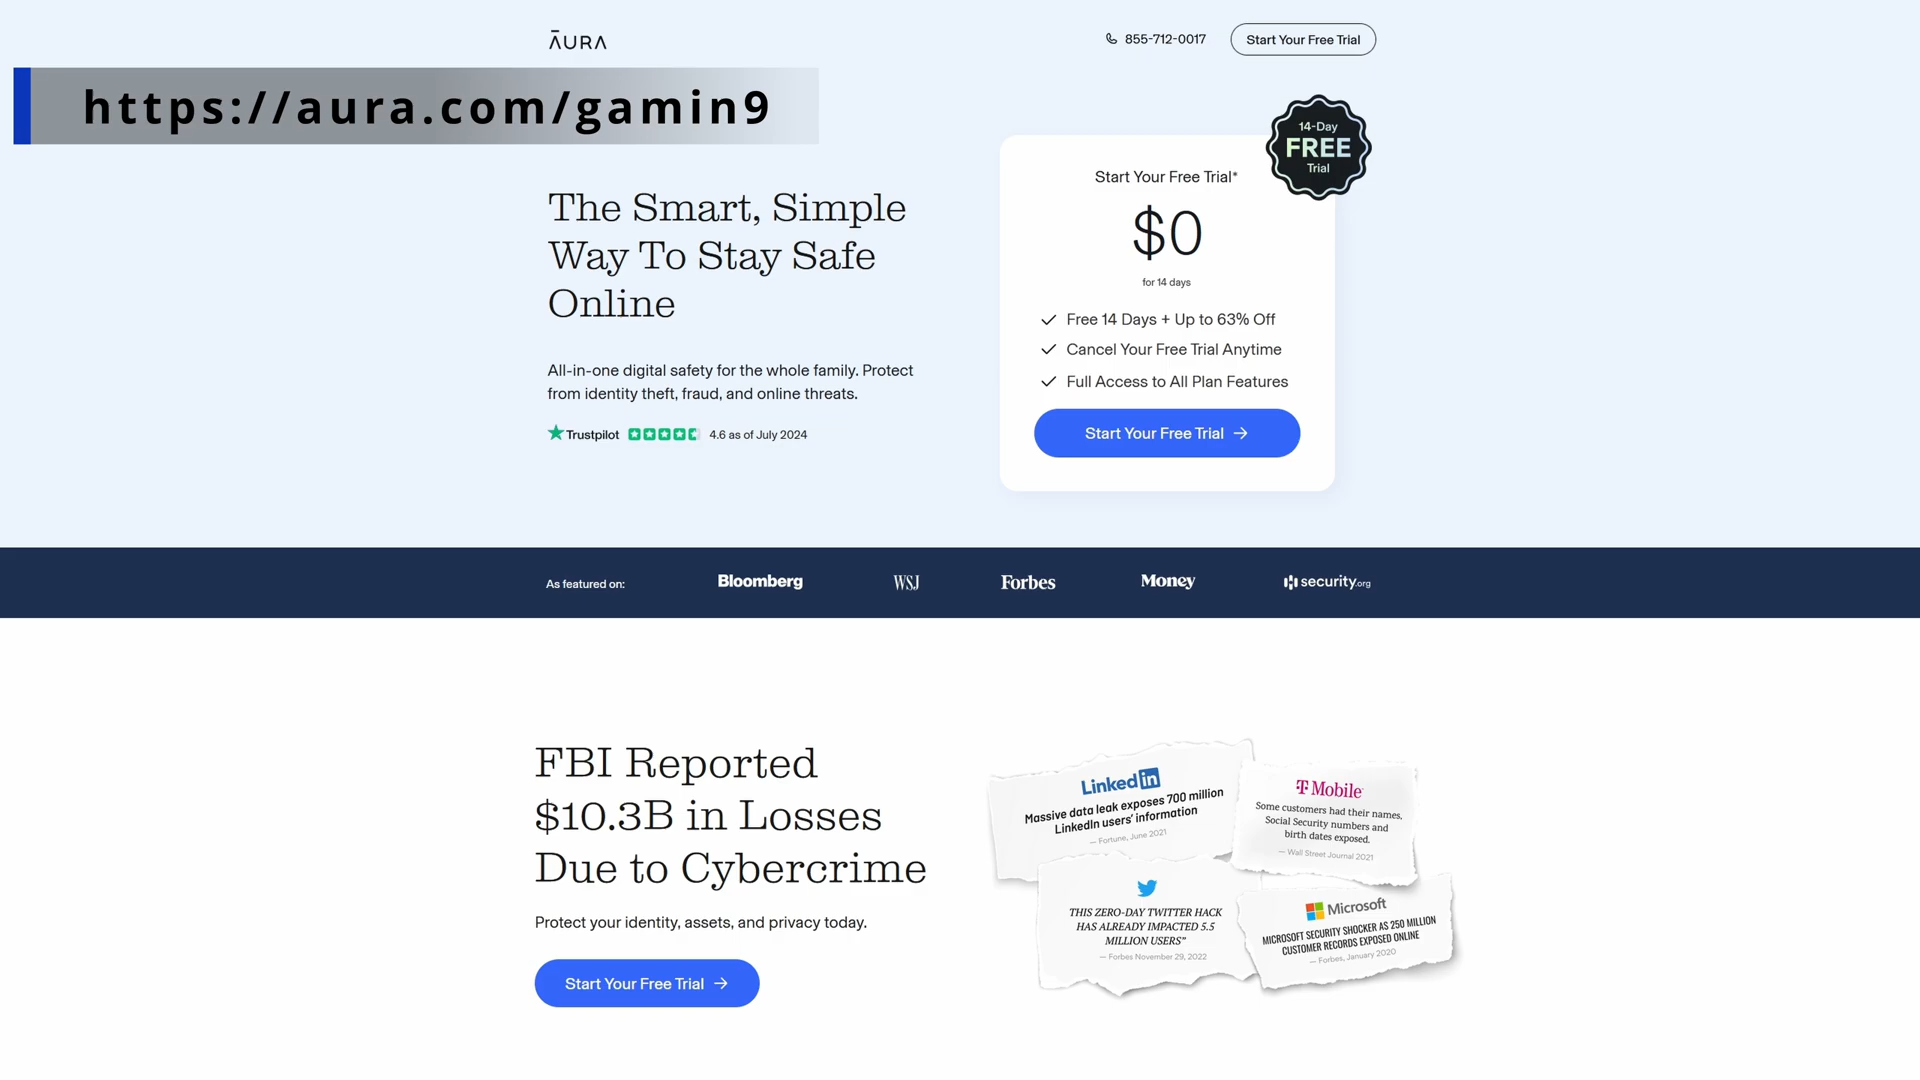 ĀURA
855-712-0017
Start Your Free Trial
https://aura.com/gamin9
14-Day
FREE
Trial
The Smart, Simple
Way To Stay Safe
Online
All-in-one digital safety for the whole family. Protect
from identity theft, fraud, and online threats.
Trustpilot 4.6 as of July 2024
Start Your Free Trial*
$0
for 14 days
Free 14 Days + Up to 63% Off
Cancel Your Free Trial Anytime
Full Access to All Plan Features
Start Your Free Trial →
As featured on: Bloomberg WSJ Forbes Money security.org
FBI Reported
$10.3B in Losses
Due to Cybercrime
Protect your identity, assets, and privacy today.
Start Your Free Trial →
Linkedin
Massive data leak exposes 700 million
LinkedIn users' information
— Fortune, June 2021
T Mobile
Some customers had their names,
Social Security numbers and
birth dates exposed.
— Wall Street Journal 2021
THIS ZERO-DAY TWITTER HACK
HAS ALREADY IMPACTED 5.5
MILLION USERS"
— Forbes November 29, 2022
Microsoft
MICROSOFT SECURITY SHOCKER AS 250 MILLION
CUSTOMER RECORDS EXPOSED ONLINE
— Forbes, January 2020